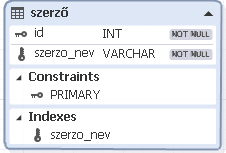 szerző
id INT NOT NULL
szerzo_nev VARCHAR NOT NULL
Constraints
PRIMARY
Indexes
szerzo_nev